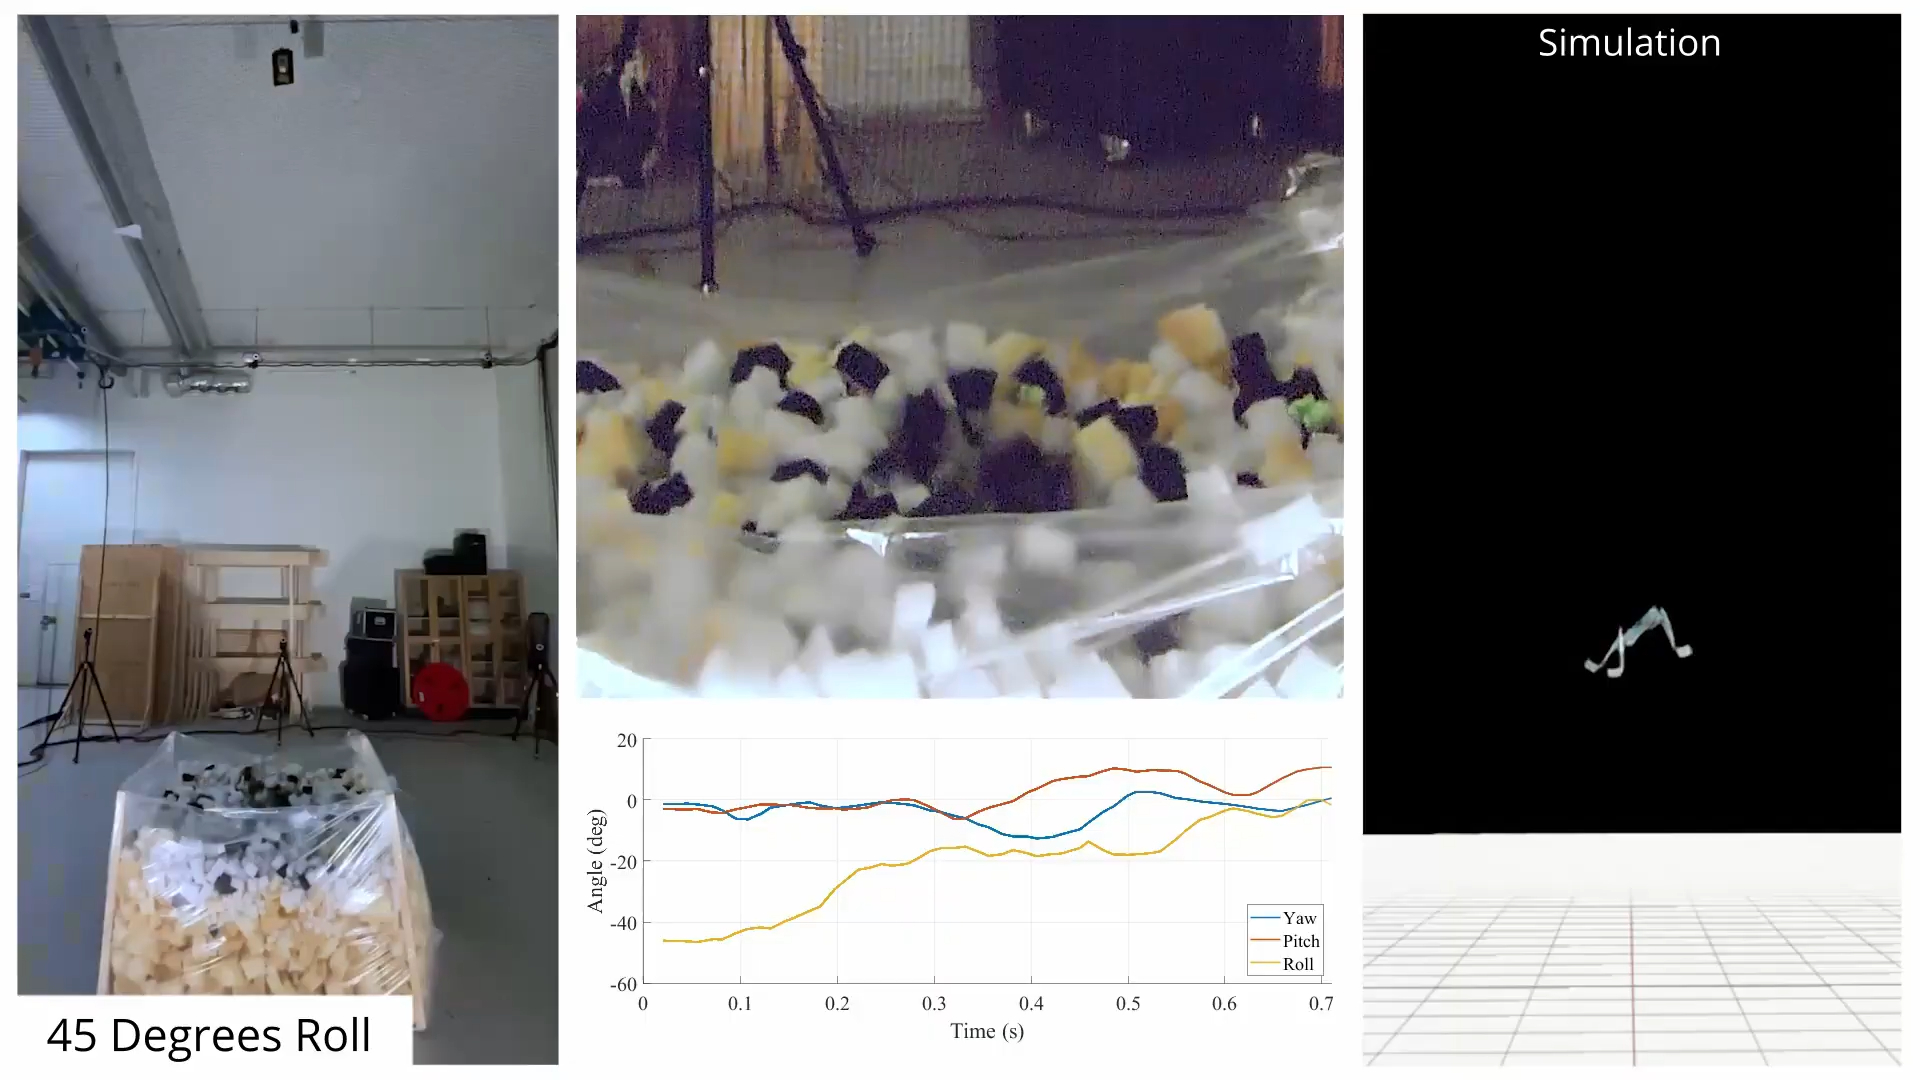 Simulation
45 Degrees Roll
20
0
-20
-40
-60
Angle (deg)
0 0.1 0.2 0.3 0.4 0.5 0.6 0.7
Time (s)
Yaw
Pitch
Roll